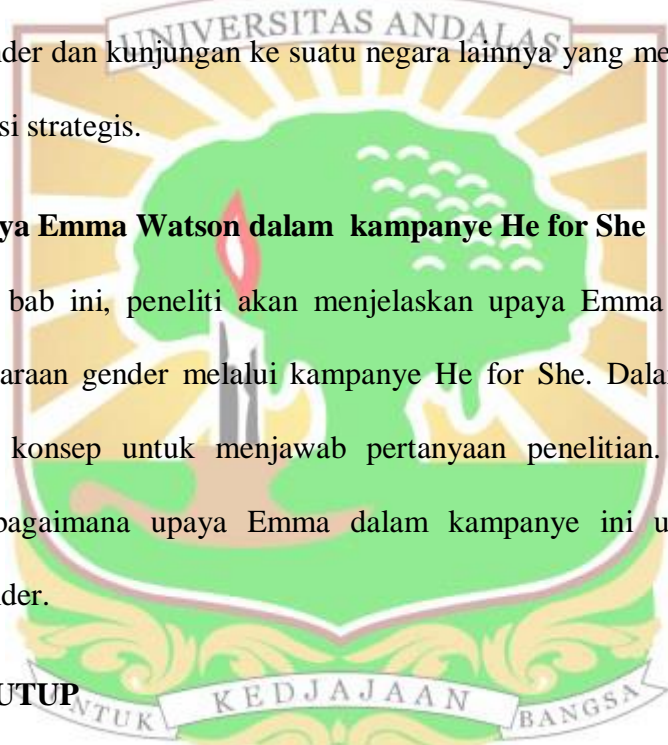 UNIVERSITAS ANDALAS
nder dan kunjungan ke suatu negara lainnya yang me
si strategis.
ya Emma Watson dalam kampanye He for She
bab ini, peneliti akan menjelaskan upaya Emma
araan gender melalui kampanye He for She. Dala
konsep untuk menjawab pertanyaan penelitian.
bagaimana upaya Emma dalam kampanye ini u
der.
UTUP
UNTUK KEDJAJAAN BANGSA